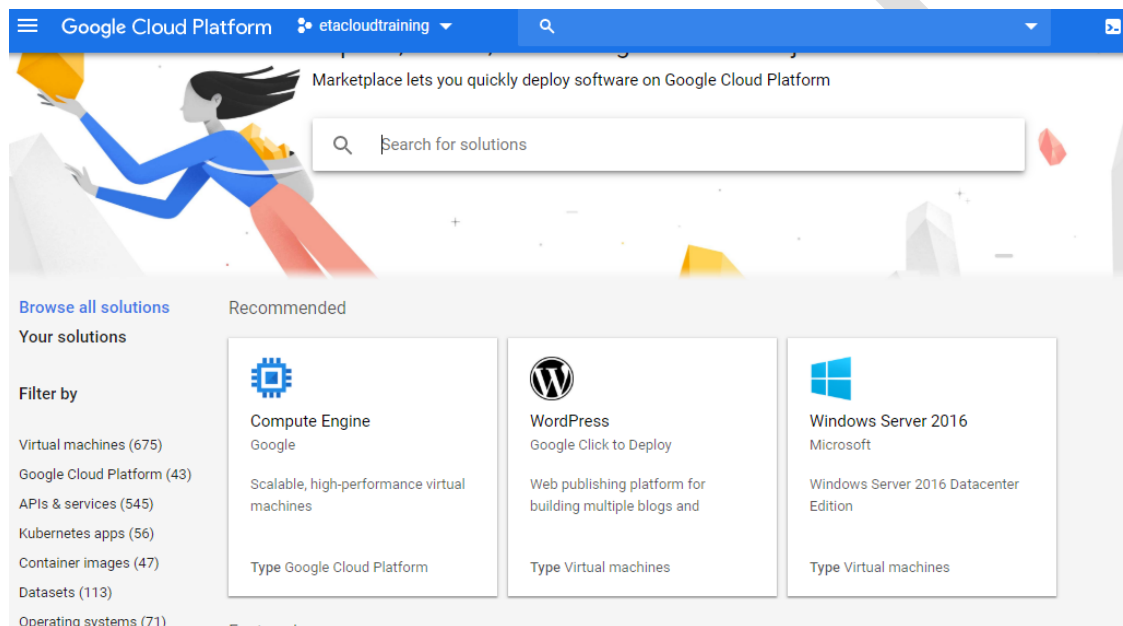 Google Cloud Platform
etacloudtraining
Marketplace lets you quickly deploy software on Google Cloud Platform
Search for solutions
Browse all solutions
Your solutions
Filter by
Virtual machines (675)
Google Cloud Platform (43)
APIs & services (545)
Kubernetes apps (56)
Container images (47)
Datasets (113)
Operating systems (71)
Recommended
Compute Engine
Google
Scalable, high-performance virtual
machines
Type Google Cloud Platform
WordPress
Google Click to Deploy
Web publishing platform for
building multiple blogs and
Type Virtual machines
Windows Server 2016
Microsoft
Windows Server 2016 Datacenter
Edition
Type Virtual machines